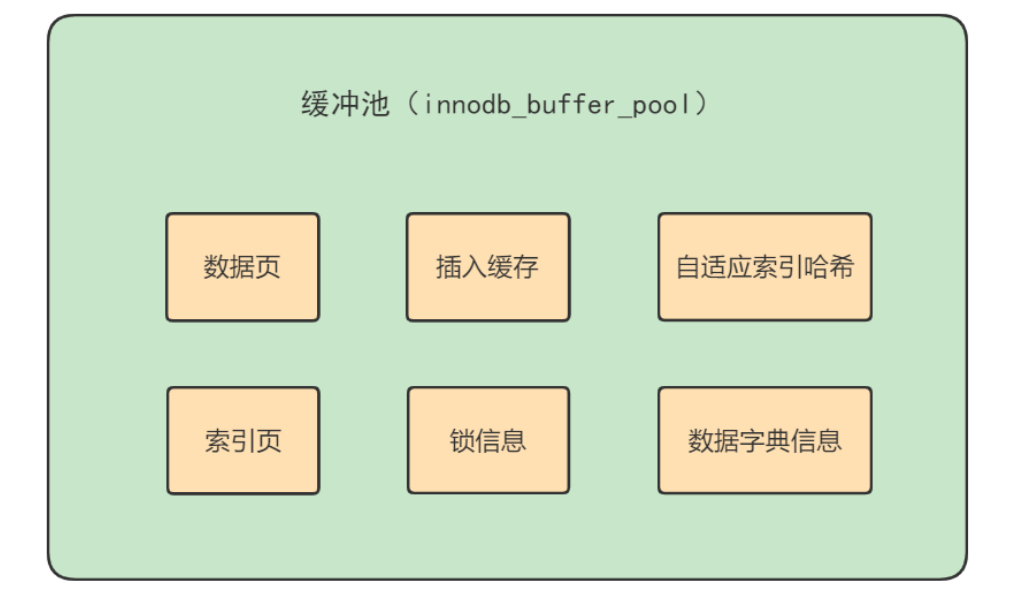 缓冲池（innodb_buffer_pool）
数据页
插入缓存
自适应索引哈希
索引页
锁信息
数据字典信息